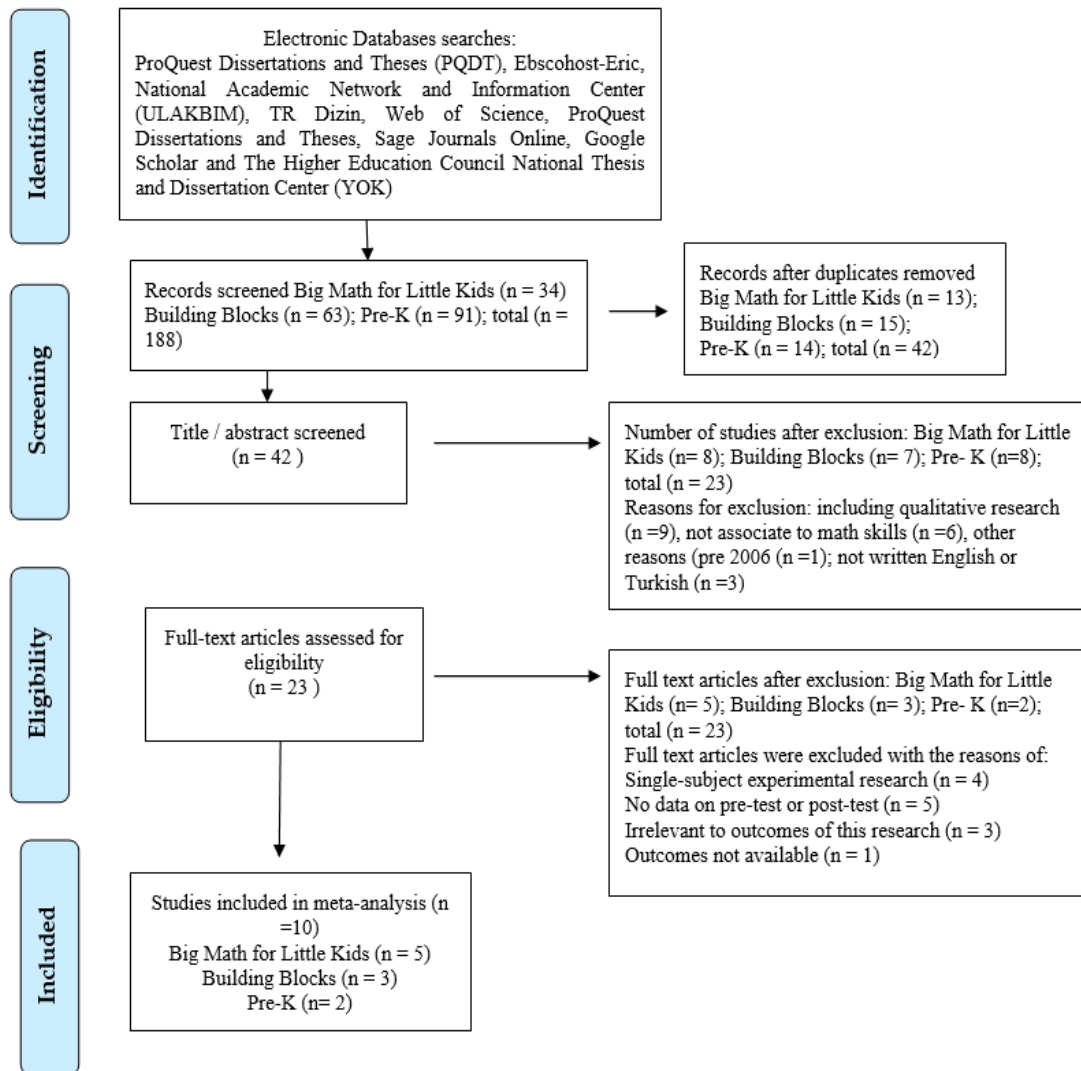 Identification
Electronic Databases searches:
ProQuest Dissertations and Theses (PQDT), Ebscohost-Eric,
National Academic Network and Information Center
(ULAKBIM), TR Dizin, Web of Science, ProQuest
Dissertations and Theses, Sage Journals Online, Google
Scholar and The Higher Education Council National Thesis
and Dissertation Center (YOK)
Screening
Records screened Big Math for Little Kids (n = 34)
Building Blocks (n = 63); Pre-K (n = 91); total (n =
188)
Records after duplicates removed
Big Math for Little Kids (n = 13);
Building Blocks (n = 15);
Pre-K (n = 14); total (n = 42)
Title / abstract screened
(n = 42 )
Number of studies after exclusion: Big Math for Little
Kids (n= 8); Building Blocks (n= 7); Pre- K (n=8);
total (n = 23)
Reasons for exclusion: including qualitative research
(n =9), not associate to math skills (n =6), other
reasons (pre 2006 (n =1); not written English or
Turkish (n =3)
Eligibility
Full-text articles assessed for
eligibility
(n = 23 )
Full text articles after exclusion: Big Math for Little
Kids (n= 5); Building Blocks (n= 3); Pre- K (n=2);
total (n = 23)
Full text articles were excluded with the reasons of:
Single-subject experimental research (n = 4)
No data on pre-test or post-test (n = 5)
Irrelevant to outcomes of this research (n = 3)
Outcomes not available (n = 1)
Included
Studies included in meta-analysis (n
=10)
Big Math for Little Kids (n = 5)
Building Blocks (n = 3)
Pre-K (n= 2)